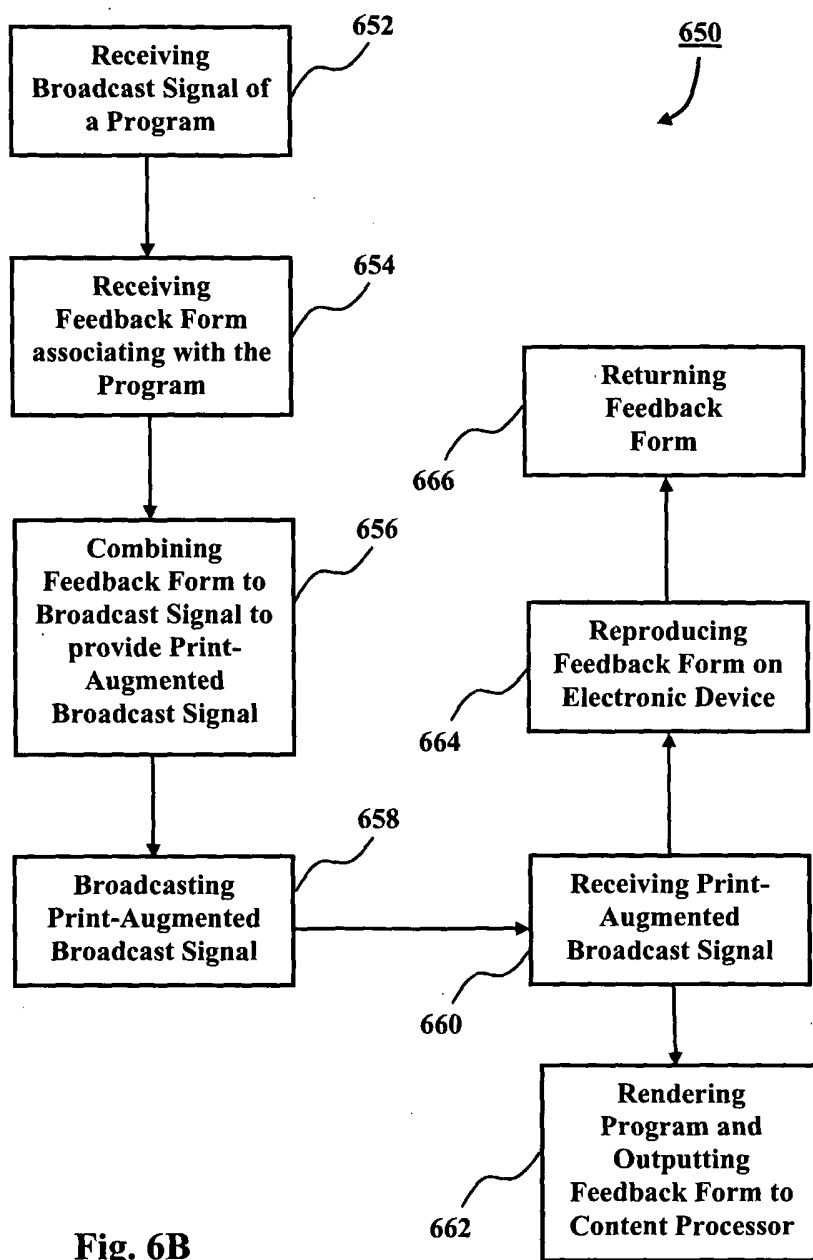 650
Receiving
Broadcast Signal of
a Program
652
Receiving
Feedback Form
associating with the
Program
654
Combining
Feedback Form to
Broadcast Signal to
provide Print-
Augmented
Broadcast Signal
656
Broadcasting
Print-Augmented
Broadcast Signal
658
Receiving Print-
Augmented
Broadcast Signal
660
Rendering
Program and
Outputting
Feedback Form to
Content Processor
662
Reproducing
Feedback Form on
Electronic Device
664
Returning
Feedback
Form
666
Fig. 6B